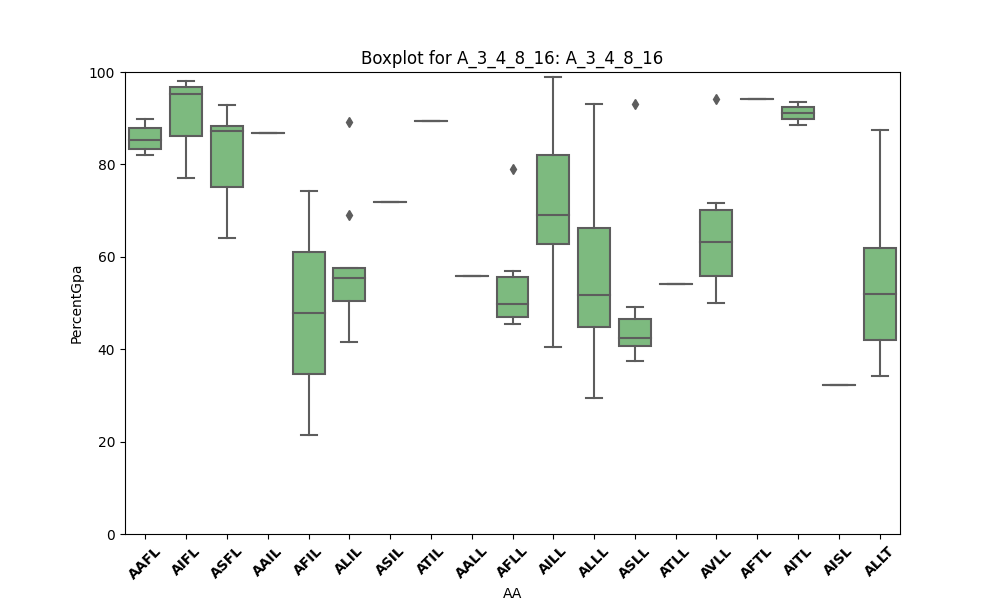 Boxplot for A_3_4_8_16: A_3_4_8_16
100
80
60
40
20
0
PercentGpa
AAFL AIFL ASFL AAIL AFIL ALIL ASIL ATIL AALL AFLL AILL ALLL ASLL ATLL AVLL AFTL AITL AISL ALLT
AA